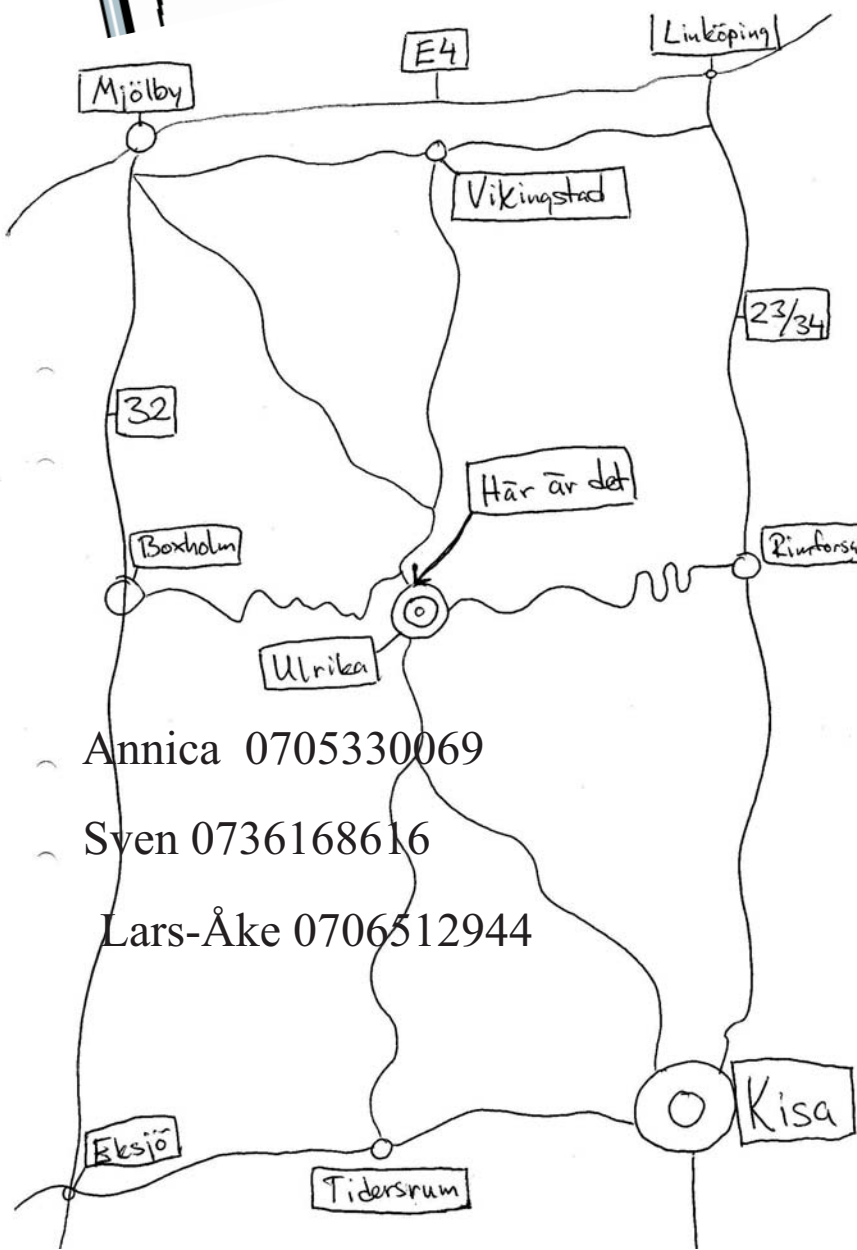 Linköping
E4
Mjölby
Vikingstad
23/34
32
Här är det
Boxholm
Ulrika
Annica 0705330069
Sven 0736168616
Lars-Åke 0706512944
Kisa
Eksjö
Tidersrum